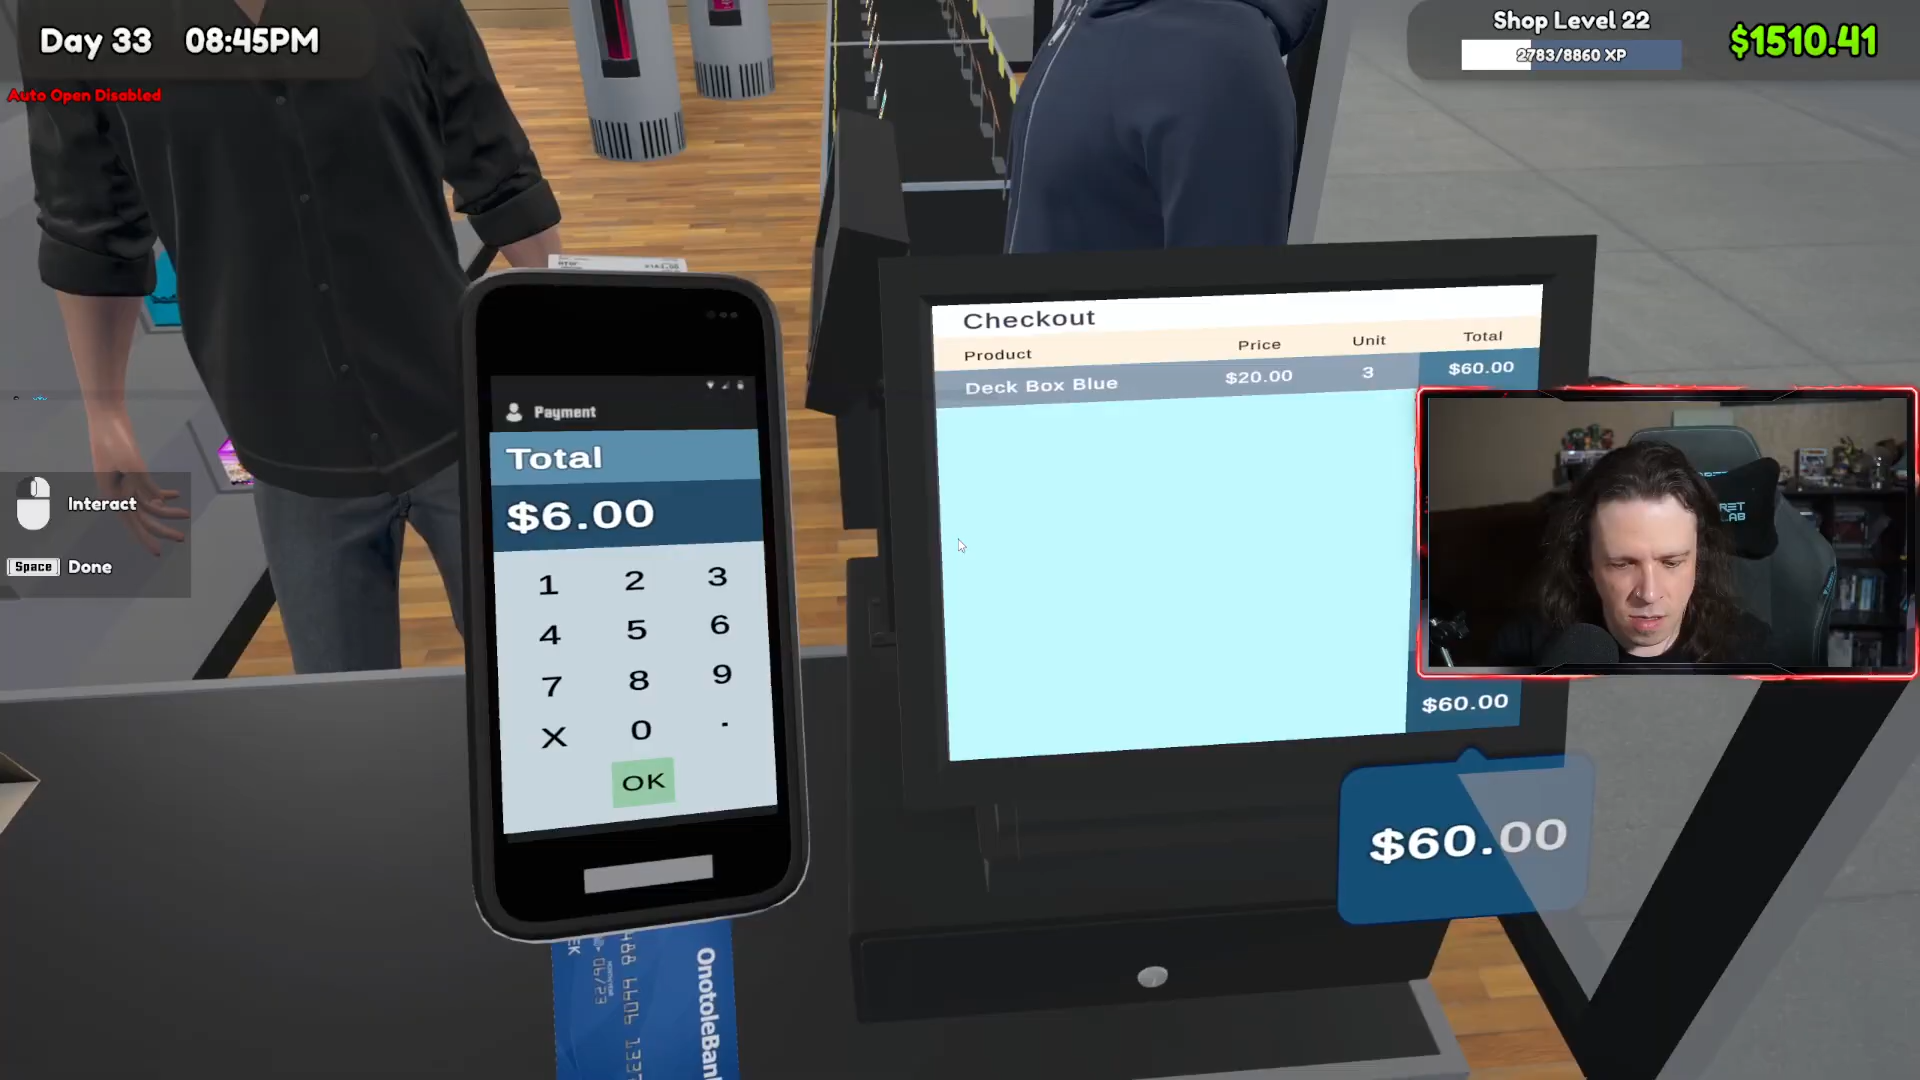 Day 33 08:45PM
Auto Open Disabled
Shop Level 22
2783/8860 XP
$1510.41
Interact
Space Done
Payment
Total
$6.00
1 2 3
4 5 6
7 8 9
X 0 .
OK
Checkout
Product Price Unit Total
Deck Box Blue $20.00 3 $60.00
$60.00
$60.00
OnotoleBank